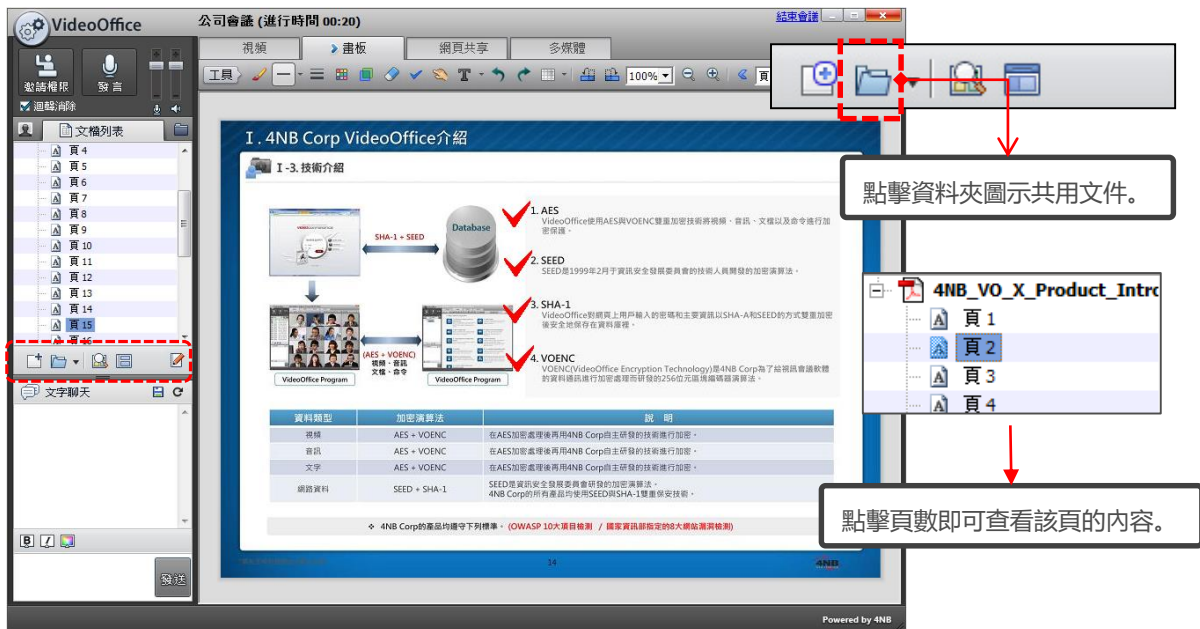 VideoOffice
公司會議 (進行時間 00:20)
結束會議
邀請權限
發言
迴聲消除
視頻
畫板
網頁共享
多媒體
工具
T
100%
頁
文檔列表
頁 4
頁 5
頁 6
頁 7
頁 8
頁 9
頁 10
頁 11
頁 12
頁 13
頁 14
頁 15
頁 16
文字聊天
B
I
發送
I. 4NB Corp VideoOffice介紹
I-3. 技術介紹
SHA-1 + SEED
Database
(AES + VOENC)
視頻、音訊
文檔、命令
VideoOffice Program
VideoOffice Program
1. AES
VideoOffice使用AES與VOENC雙重加密技術將視頻、音訊、文檔以及命令進行加
密保護。
2. SEED
SEED是1999年2月于資訊安全發展委員會的技術人員開發的加密演算法。
3. SHA-1
VideoOffice對網頁上用戶輸入的密碼和主要資訊以SHA-A和SEED的方式雙重加密
後安全地保存在資料庫裡。
4. VOENC
VOENC(VideoOffice Encryption Technology)是4NB Corp為了給視訊會議軟體
的資料通訊進行加密處理而研發的256位元區塊編碼器演算法。
資料類型 加密演算法 說 明
視頻 AES + VOENC 在AES加密處理後再用4NB Corp自主研發的技術進行加密。
音訊 AES + VOENC 在AES加密處理後再用4NB Corp自主研發的技術進行加密。
文字 AES + VOENC 在AES加密處理後再用4NB Corp自主研發的技術進行加密。
網路資料 SEED + SHA-1 SEED是資訊安全發展委員會研發的加密演算法。
4NB Corp的所有產品均使用SEED與SHA-1雙重保安技術。
4NB Corp的產品均遵守下列標準。 (OWASP 10大項目檢測 / 國家資訊部指定的8大網站漏洞檢測)
14
4NB
Powered by 4NB
點擊資料夾圖示共用文件。
4NB_VO_X_Product_Intro
頁 1
頁 2
頁 3
頁 4
點擊頁數即可查看該頁的內容。